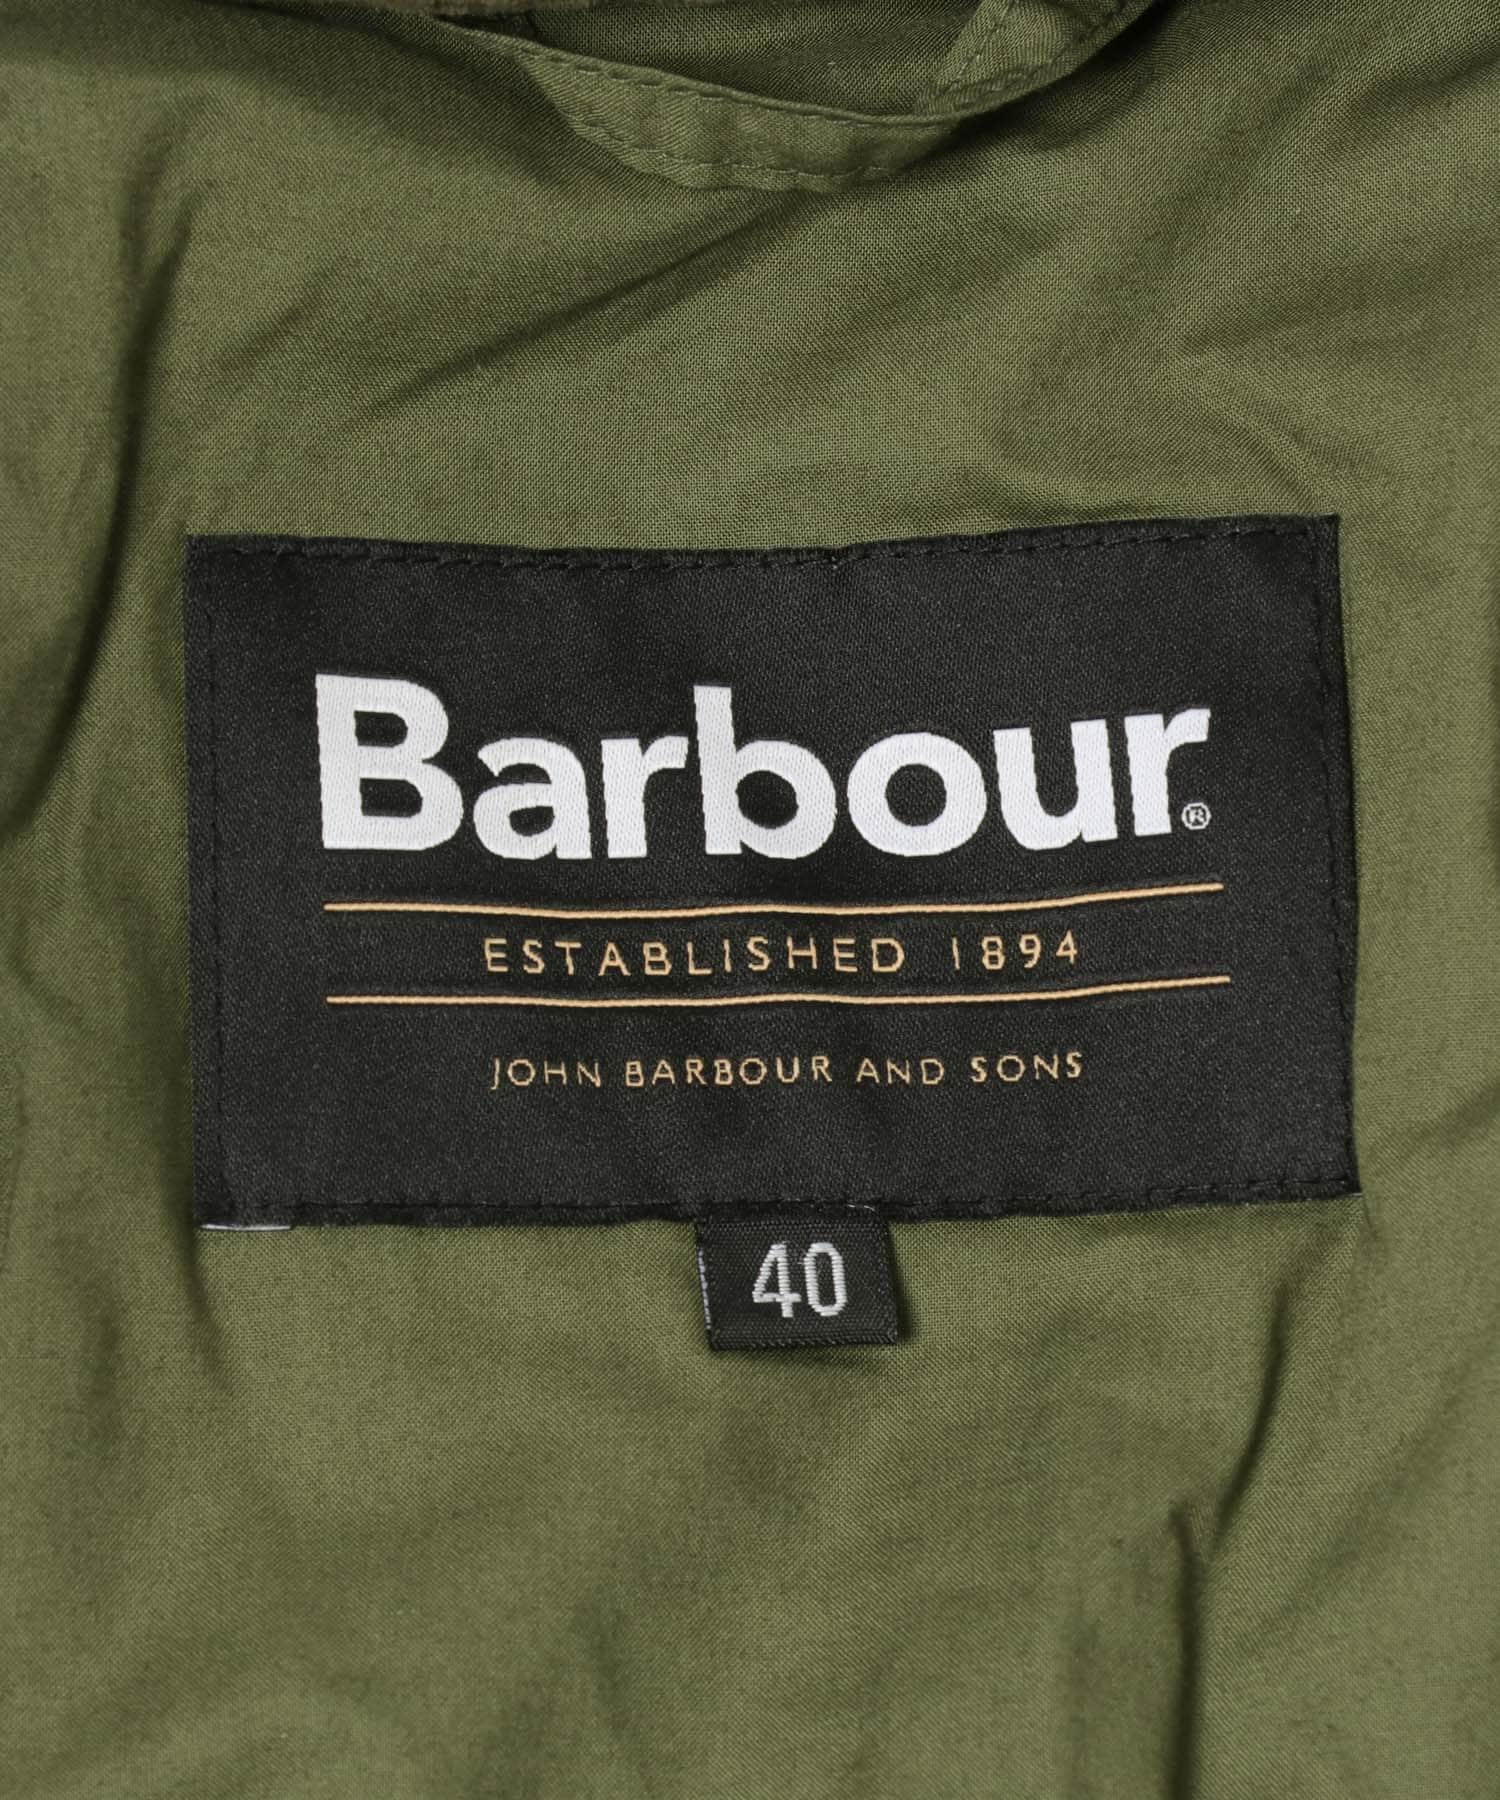 Barbour®
ESTABLISHED 1894
JOHN BARBOUR AND SONS
40